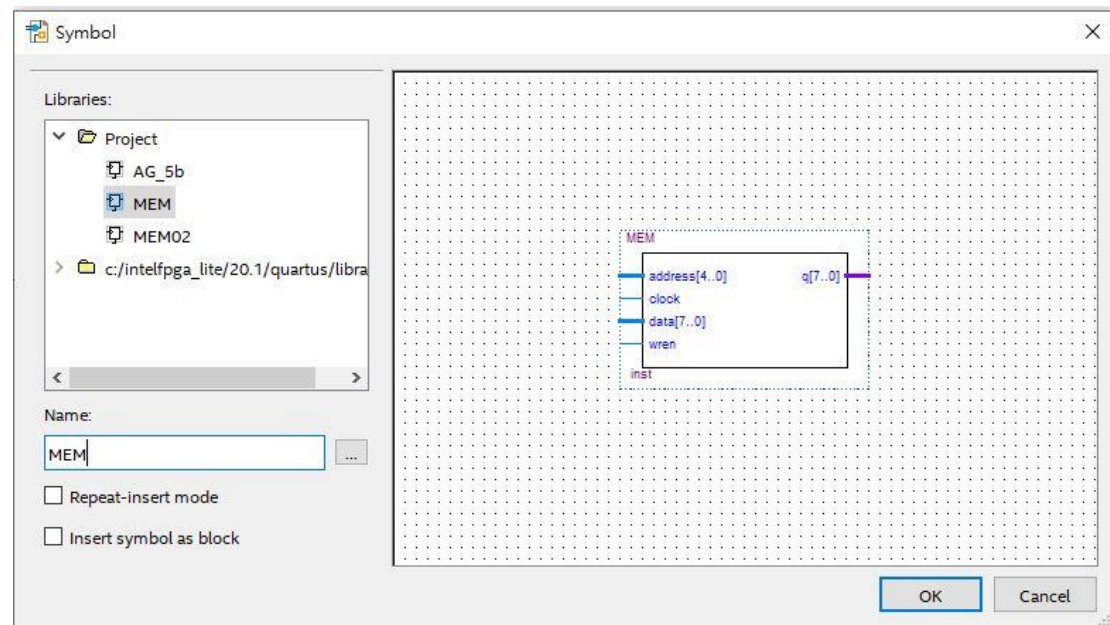 Symbol
Libraries:
Project
AG_5b
MEM
MEM02
c:/intelfpga_lite/20.1/quartus/libra
Name:
MEM
...
Repeat-insert mode
Insert symbol as block
MEM
address[4..0] q[7..0]
clock
data[7..0]
wren
inst
OK Cancel